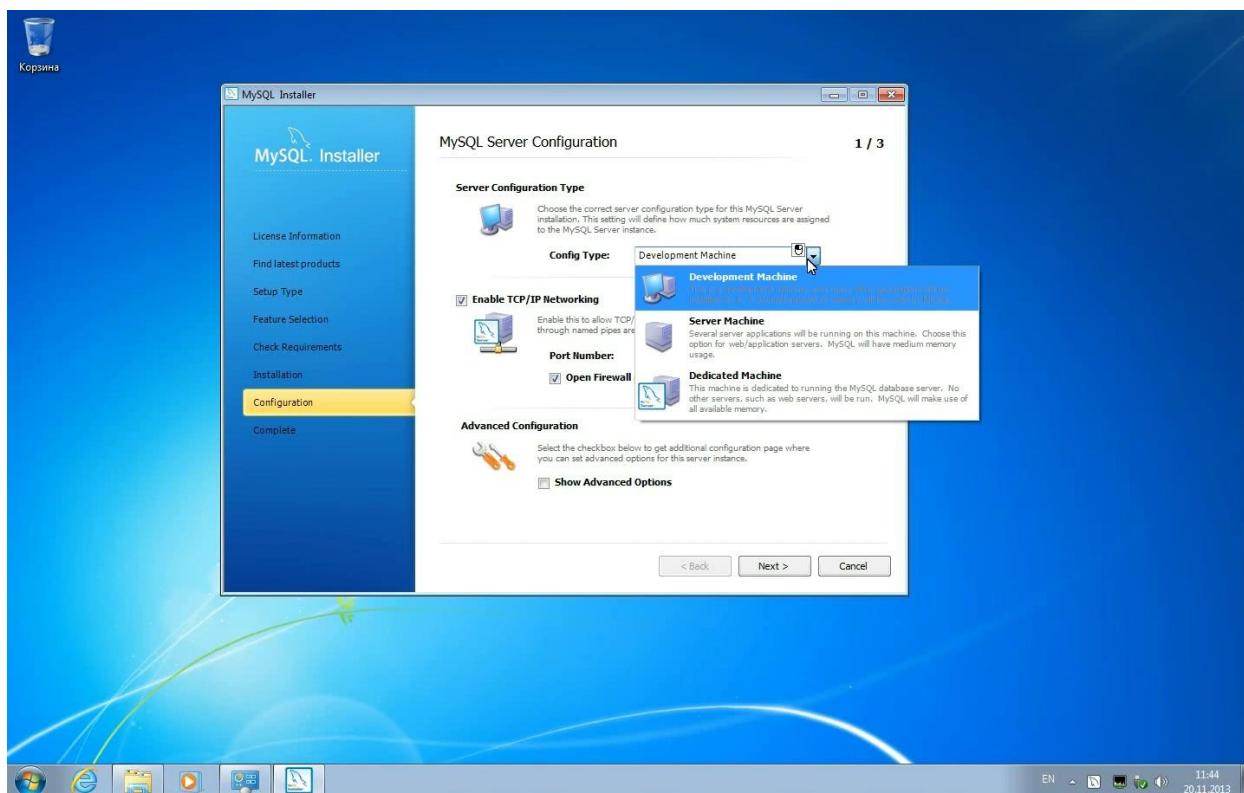 Корзина
MySQL Installer
MySQL. Installer
License Information
Find latest products
Setup Type
Feature Selection
Check Requirements
Installation
Configuration
Complete
MySQL Server Configuration
1 / 3
Server Configuration Type
Choose the correct server configuration type for this MySQL Server
installation. This setting will define how much system resources are assigned
to the MySQL Server instance.
Config Type:
Development Machine
Development Machine
Server Machine
Several server applications will be running on this machine. Choose this
option for web/application servers. MySQL will have medium memory
usage.
Dedicated Machine
This machine is dedicated to running the MySQL database server. No
other servers, such as web servers, will be run. MySQL will make use of
all available memory.
Enable TCP/IP Networking
Enable this to allow TCP/
through named pipes are
Port Number:
Open Firewall
Advanced Configuration
Select the checkbox below to get additional configuration page where
you can set advanced options for this server instance.
Show Advanced Options
< Back
Next >
Cancel
EN
11:44
20.11.2013